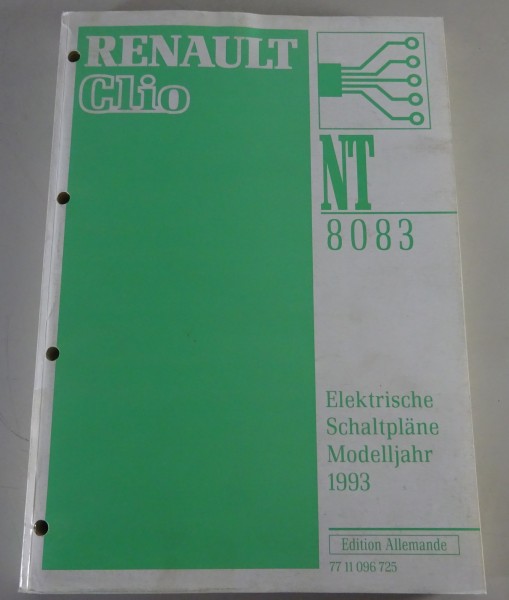 RENAULT
Clio
NT
8083
Elektrische
Schaltpläne
Modelljahr
1993
Edition Allemande
77 11 096 725